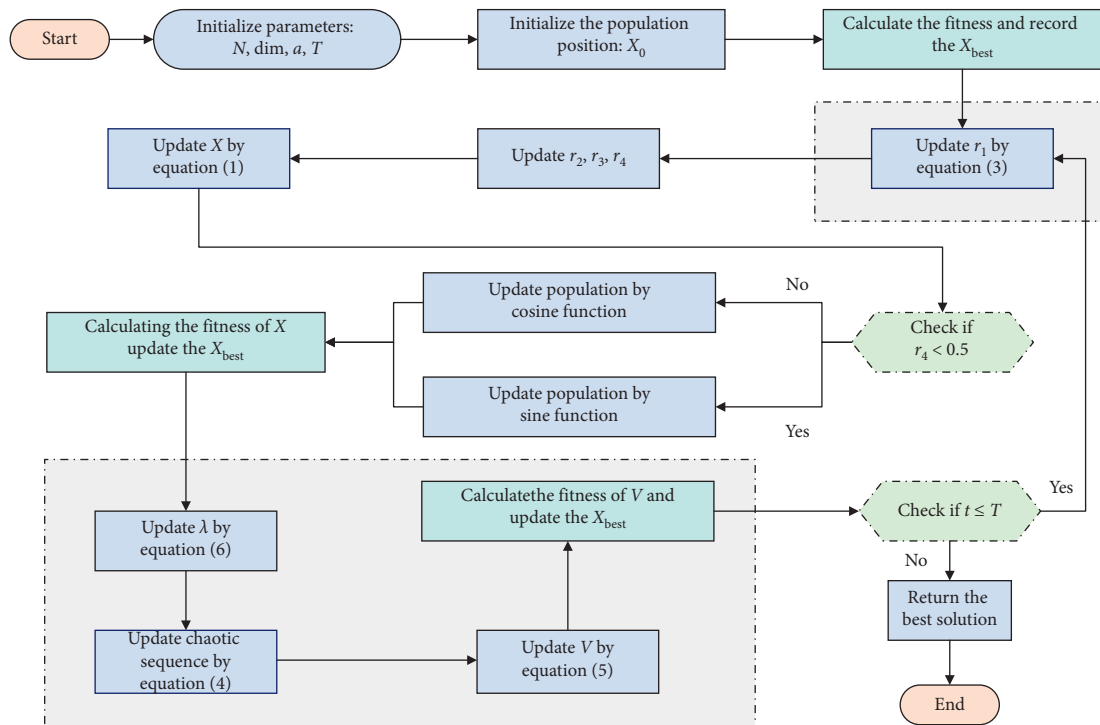 Start
Initialize parameters:
N, dim, a, T
Initialize the population
position: X0
Calculate the fitness and record
the Xbest
Update X by
equation (1)
Update r2, r3, r4
Update r1 by
equation (3)
Update population by
cosine function
No
Calculating the fitness of X
update the Xbest
Check if
r4 < 0.5
Update population by
sine function
Yes
Calculatethe fitness of V and
update the Xbest
Check if t ≤ T
Yes
Update λ by
equation (6)
No
Return the
best solution
Update chaotic
sequence by
equation (4)
Update V by
equation (5)
End